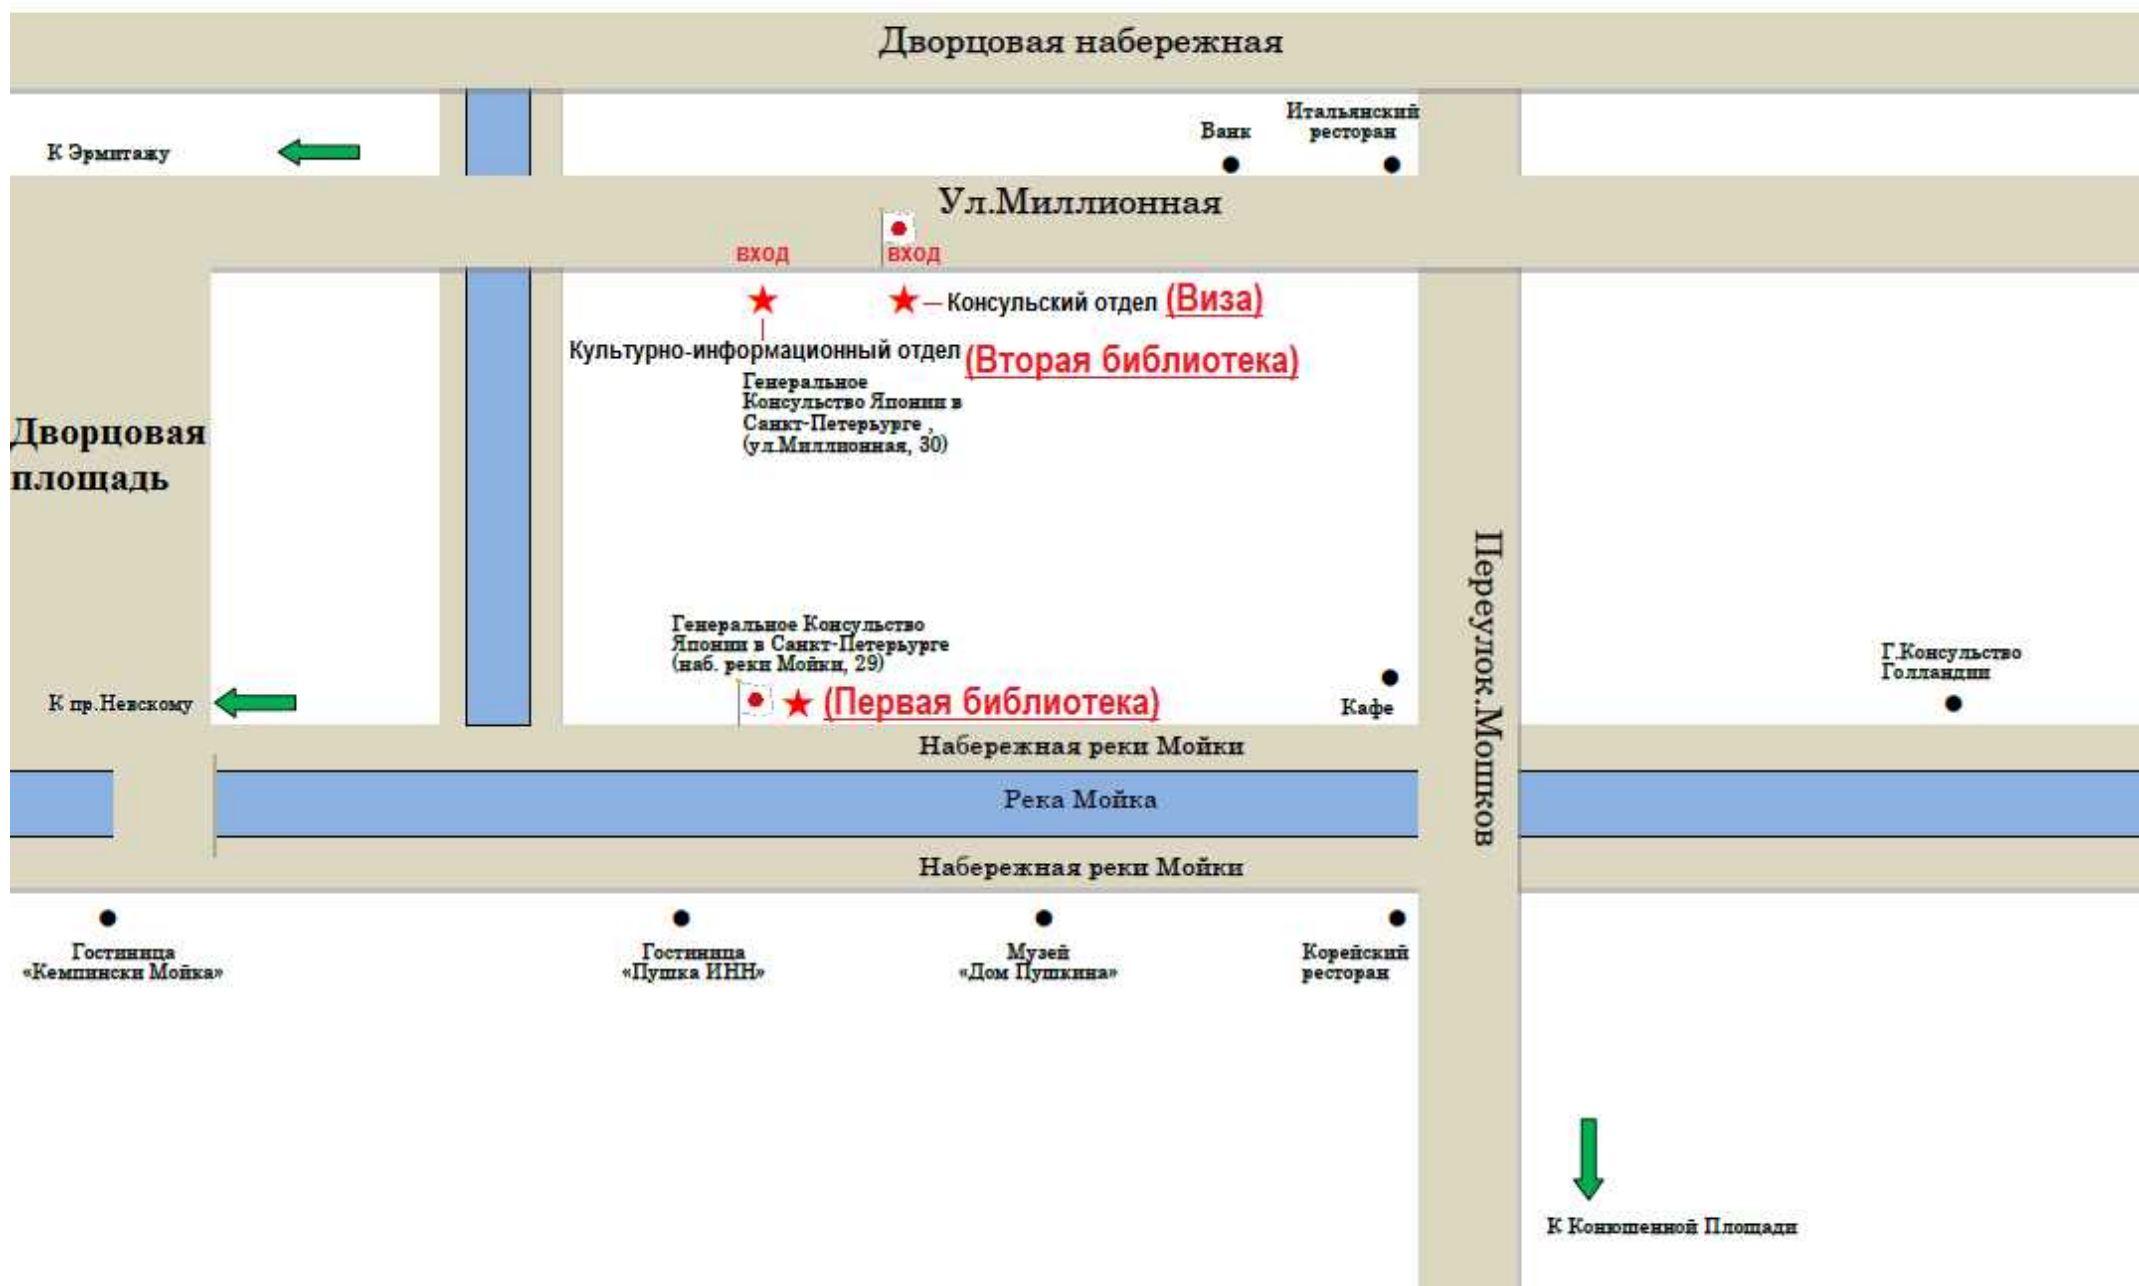 Дворцовая набережная
Итальянский
ресторан
Ванк
К Эрмитажу
Ул.Миллионная
вход
вход
Консульский отдел (Виза)
Культурно-информационный отдел (Вторая библиотека)
Генеральное
Консульство Японии в
Санкт-Петерьурге ,
(ул.Миллионная, 30)
Дворцовая
площадь
Переулок.Мошков
Генеральное Консульство
Японии в Санкт-Петерьурге
(наб. реки Мойки, 29)
Г.Консульство
Голландии
К пр.Невскому
(Первая библиотека)
Кафе
Набережная реки Мойки
Река Мойка
Набережная реки Мойки
Гостиница
«Кемпински Мойка»
Гостиница
«Пушка ИНН»
Музей
«Дом Пушкина»
Корейский
ресторан
К Конюшенной Площади